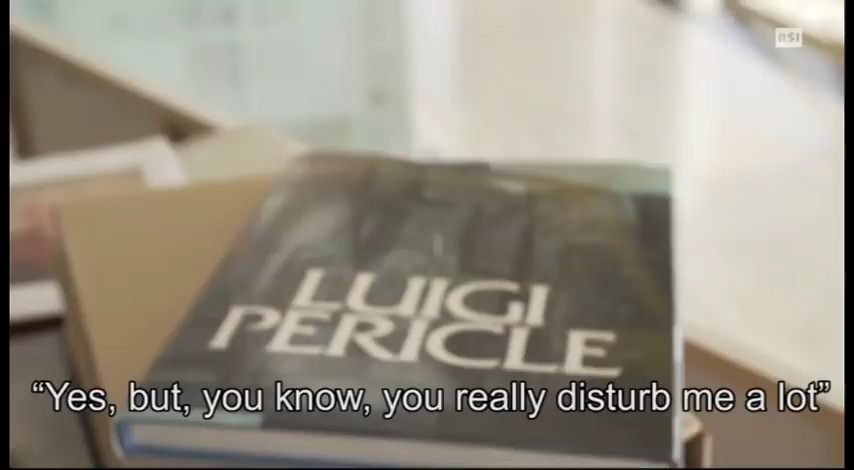 RSI
LUIGI
PERICLE
“Yes, but, you know, you really disturb me a lot”